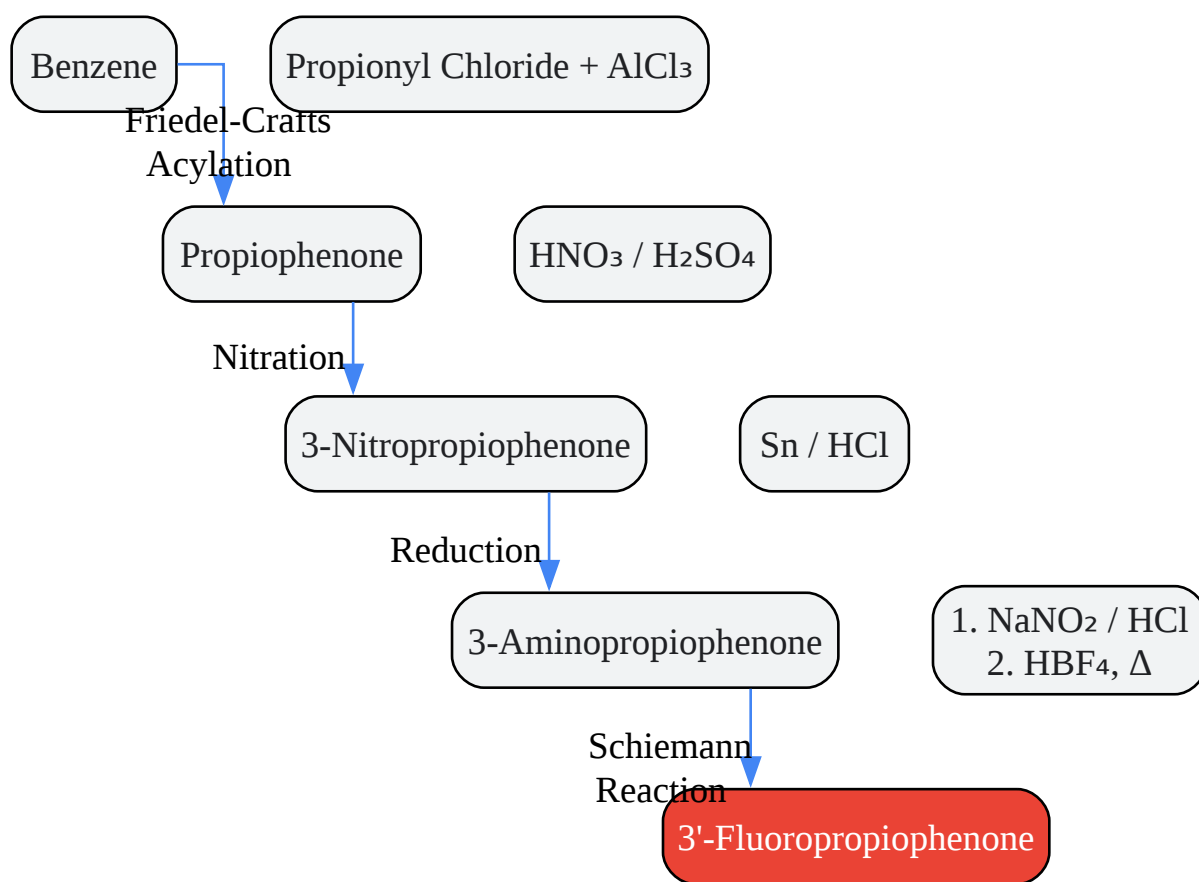 Benzene
Propionyl Chloride + AlCl₃
Friedel-Crafts
Acylation
Propiophenone
HNO₃ / H₂SO₄
Nitration
3-Nitropropiophenone
Sn / HCl
Reduction
3-Aminopropiophenone
1. NaNO₂ / HCl
2. HBF₄, Δ
Schiemann
Reaction
3'-Fluoropropiophenone